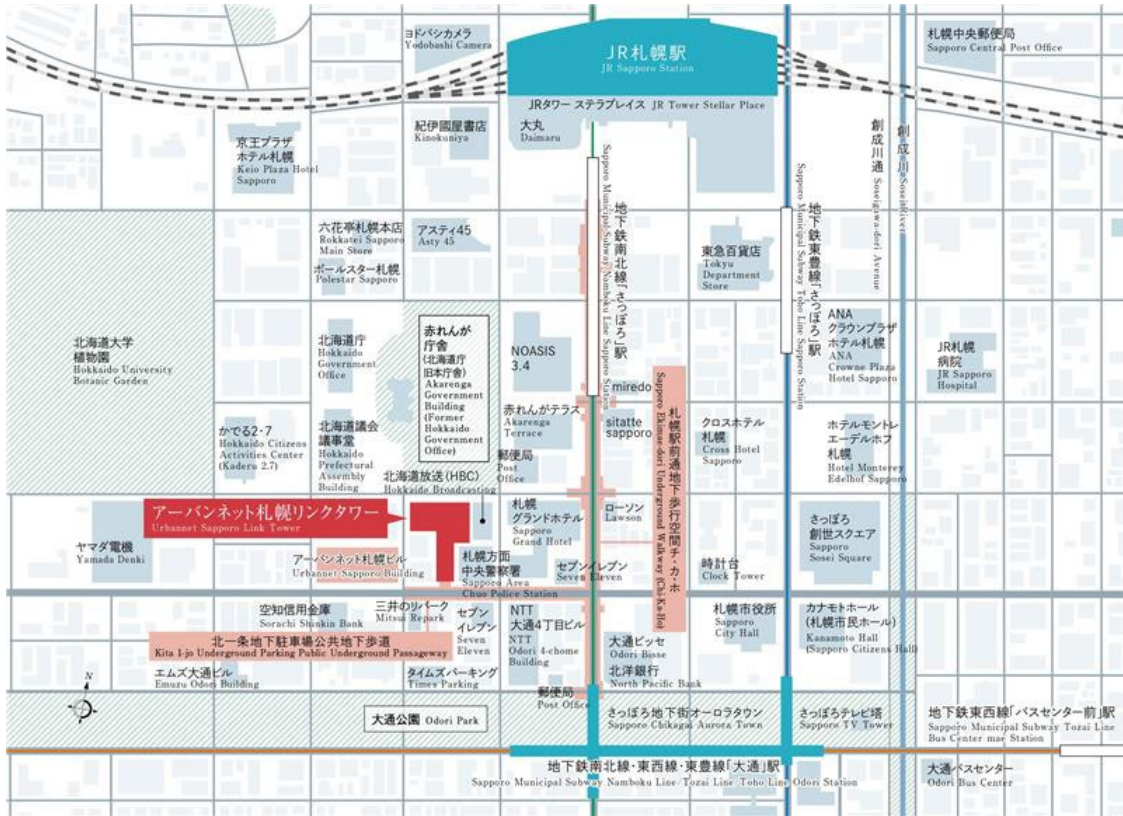 ヨドバシカメラ
Yodobashi Camera
JR札幌駅
JR Sapporo Station
札幌中央郵便局
Sapporo Central Post Office
JRタワー ステラプレイス JR Tower Stellar Place
紀伊國屋書店
Kinokuniya
大丸
Daimaru
京王プラザ
ホテル札幌
Keio Plaza Hotel
Sapporo
創成川通 Soseigawa-dori Avenue
創成川 Sosei River
地下鉄南北線「さっぽろ」駅
Sapporo Municipal Subway Namboku Line Sapporo Station
地下鉄東豊線「さっぽろ」駅
Sapporo Municipal Subway Toho Line Sapporo Station
六花亭札幌本店
Rokkatei Sapporo
Main Store
アスティ45
Asty 45
ポールスター札幌
Polestar Sapporo
東急百貨店
Tokyu
Department
Store
北海道大学
植物園
Hokkaido University
Botanic Garden
北海道庁
Hokkaido
Government
Office
赤れんが
庁舎
(北海道庁
旧本庁舎)
Akarenga
Government
Building
(Former
Hokkaido
Government
Office)
NOASIS
3.4
ANA
クラウンプラザ
ホテル札幌
ANA
Crowne Plaza
Hotel Sapporo
JR札幌
病院
JR Sapporo
Hospital
miredo
赤れんがテラス
Akarenga
Terrace
sitatte
sapporo
札幌駅前通地下歩行空間チ・カ・ホ
Sapporo Ekimae-dori Underground Walkway (Chi-Ka-Ho)
クロスホテル
札幌
Cross Hotel
Sapporo
ホテルモントレ
エーデルホフ
札幌
Hotel Monterey
Edelhof Sapporo
かでる2・7
Hokkaido Citizens
Activities Center
(Kaderu 2.7)
北海道議会
議事堂
Hokkaido
Prefectural
Assembly
Building
郵便局
Post
Office
北海道放送(HBC)
Hokkaido Broadcasting
アーバンネット札幌リンクタワー
Urbannet Sapporo Link Tower
札幌
グランドホテル
Sapporo
Grand Hotel
ローソン
Lawson
さっぽろ
創世スクエア
Sapporo
Sosei Square
ヤマダ電機
Yamada Denki
アーバンネット札幌ビル
Urbannet Sapporo Building
札幌方面
中央警察署
Sapporo Area
Chuo Police Station
セブンイレブン
Seven Eleven
時計台
Clock Tower
空知信用金庫
Sorachi Shinkin Bank
三井のリパーク
Mitsui Repark
セブン
イレブン
Seven
Eleven
NTT
大通4丁目ビル
NTT
Odori 4-chome
Building
札幌市役所
Sapporo
City Hall
カナモトホール
(札幌市民ホール)
Kanamoto Hall
(Sapporo Citizens Hall)
北一条地下駐車場公共地下歩道
Kita 1-jo Underground Parking Public Underground Passageway
大通ビッセ
Odori Bisse
北洋銀行
North Pacific Bank
エムズ大通ビル
Emuzu Odori Building
タイムズパーキング
Times Parking
郵便局
Post Office
N
大通公園 Odori Park
さっぽろ地下街オーロラタウン
Sapporo Chikagai Aurora Town
さっぽろテレビ塔
Sapporo TV Tower
地下鉄東西線「バスセンター前」駅
Sapporo Municipal Subway Tozai Line
Bus Center mae Station
地下鉄南北線・東西線・東豊線「大通」駅
Sapporo Municipal Subway Namboku Line/Tozai Line/Toho Line Odori Station
大通バスセンター
Odori Bus Center